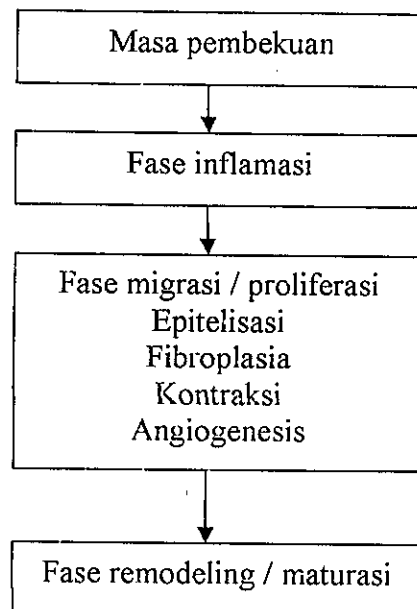 Masa pembekuan
Fase inflamasi
Fase migrasi / proliferasi
Epitelisasi
Fibroplasia
Kontraksi
Angiogenesis
Fase remodeling / maturasi